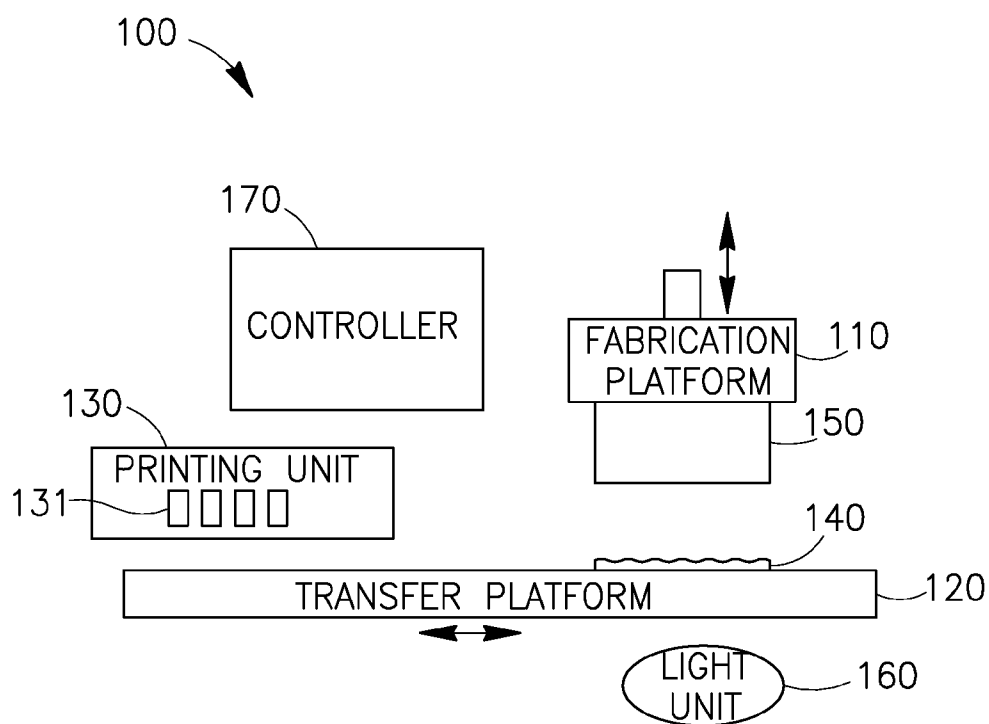 100
170
CONTROLLER
FABRICATION
PLATFORM
110
130
150
PRINTING UNIT
131
140
TRANSFER PLATFORM
120
LIGHT
UNIT
160